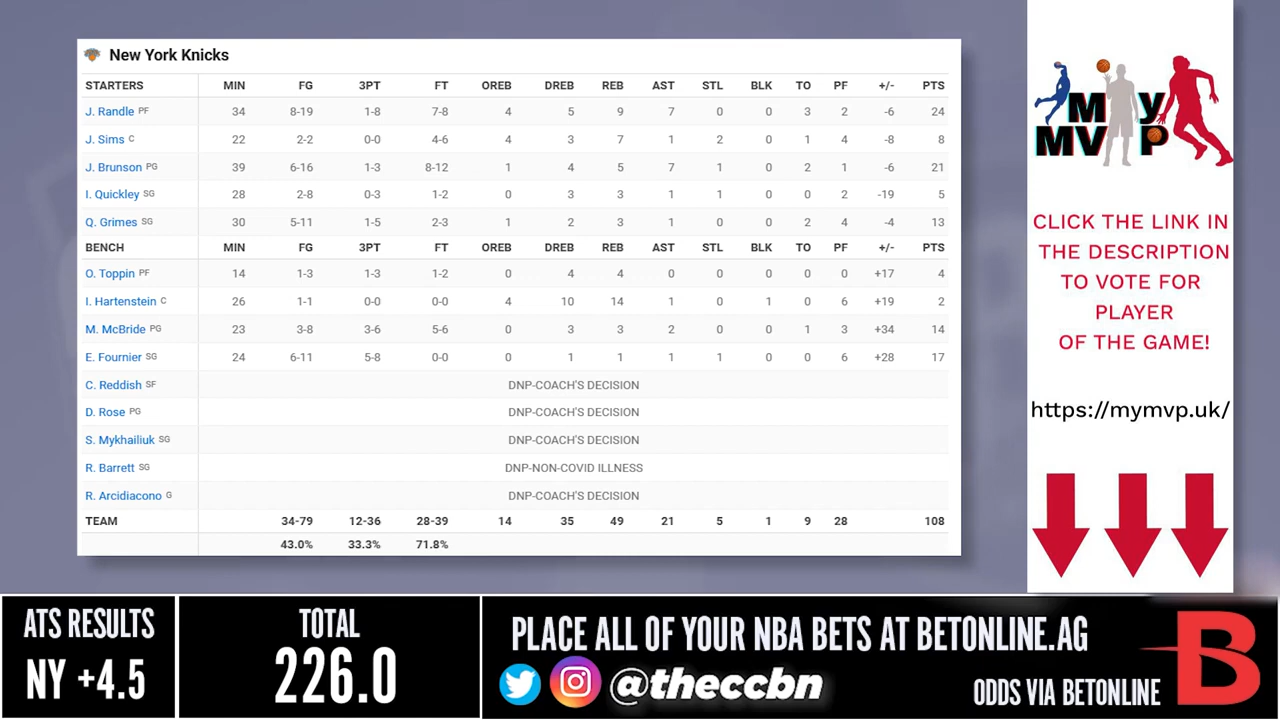 New York Knicks
STARTERS MIN FG 3PT FT OREB DREB REB AST STL BLK TO PF +/- PTS
J. Randle PF 34 8-19 1-8 7-8 4 5 9 7 0 0 3 2 -6 24
J. Sims C 22 2-2 0-0 4-6 4 3 7 1 2 0 1 4 -8 8
J. Brunson PG 39 6-16 1-3 8-12 1 4 5 7 1 0 2 1 -6 21
I. Quickley SG 28 2-8 0-3 1-2 0 3 3 1 1 0 0 2 -19 5
Q. Grimes SG 30 5-11 1-5 2-3 1 2 3 1 0 0 2 4 -4 13
BENCH MIN FG 3PT FT OREB DREB REB AST STL BLK TO PF +/- PTS
O. Toppin PF 14 1-3 1-3 1-2 0 4 4 0 0 0 0 0 +17 4
I. Hartenstein C 26 1-1 0-0 0-0 4 10 14 1 0 1 0 6 +19 2
M. McBride PG 23 3-8 3-6 5-6 0 3 3 2 0 0 1 3 +34 14
E. Fournier SG 24 6-11 5-8 0-0 0 1 1 1 1 0 0 6 +28 17
C. Reddish SF DNP-COACH'S DECISION
D. Rose PG DNP-COACH'S DECISION
S. Mykhailiuk SG DNP-COACH'S DECISION
R. Barrett SG DNP-NON-COVID ILLNESS
R. Arcidiacono G DNP-COACH'S DECISION
TEAM 34-79 12-36 28-39 14 35 49 21 5 1 9 28 108
43.0% 33.3% 71.8%
My
MVP
CLICK THE LINK IN
THE DESCRIPTION
TO VOTE FOR
PLAYER
OF THE GAME!
https://mymvp.uk/
ATS RESULTS
NY +4.5
TOTAL
226.0
PLACE ALL OF YOUR NBA BETS AT BETONLINE.AG
@theccbn
ODDS VIA BETONLINE
B